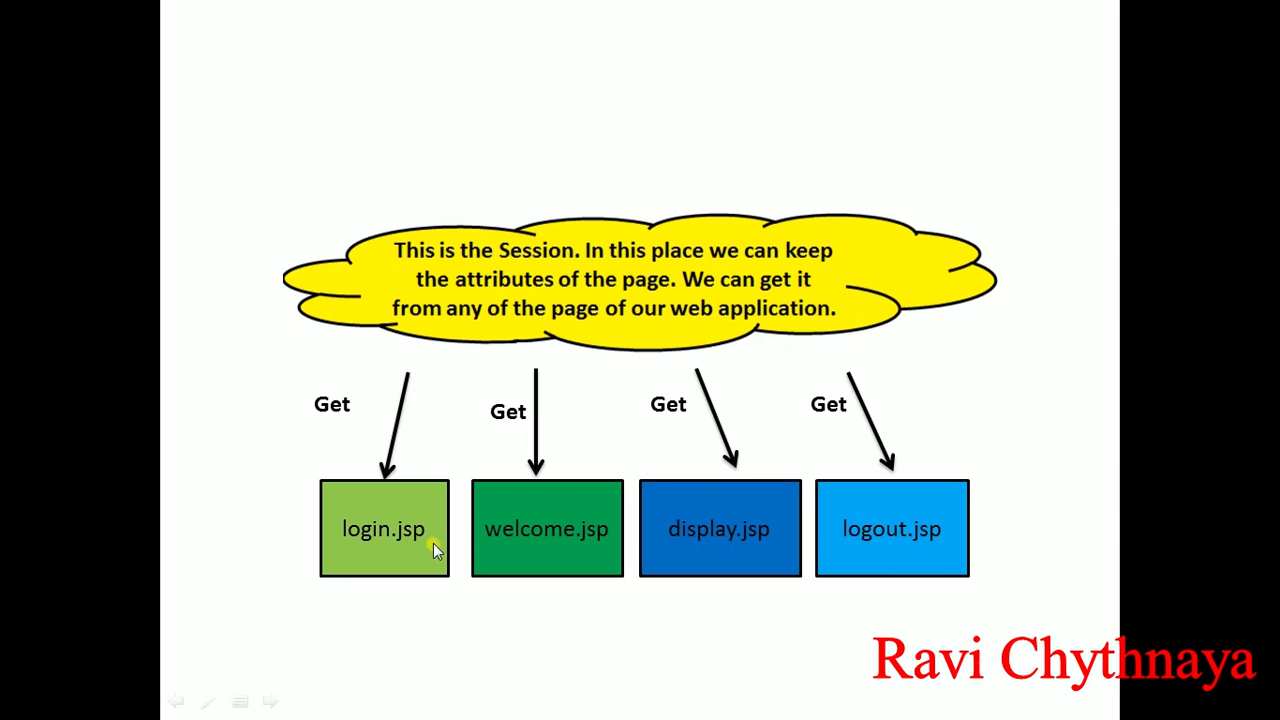 This is the Session. In this place we can keep
the attributes of the page. We can get it
from any of the page of our web application.
Get
Get
Get
Get
login.jsp
welcome.jsp
display.jsp
logout.jsp
Ravi Chythnaya